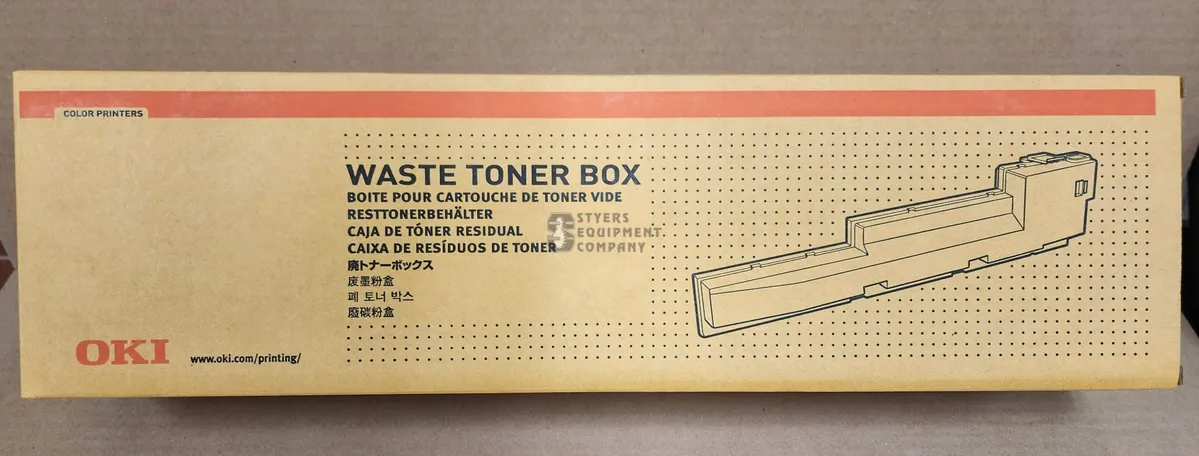 COLOR PRINTERS
WASTE TONER BOX
BOITE POUR CARTOUCHE DE TONER VIDE
RESTTONERBEHÄLTER
CAJA DE TÓNER RESIDUAL
CAIXA DE RESÍDUOS DE TONER
廃トナーボックス
废墨粉盒
폐 토너 박스
廢碳粉盒
STYERS
EQUIPMENT
COMPANY
OKI
www.oki.com/printing/